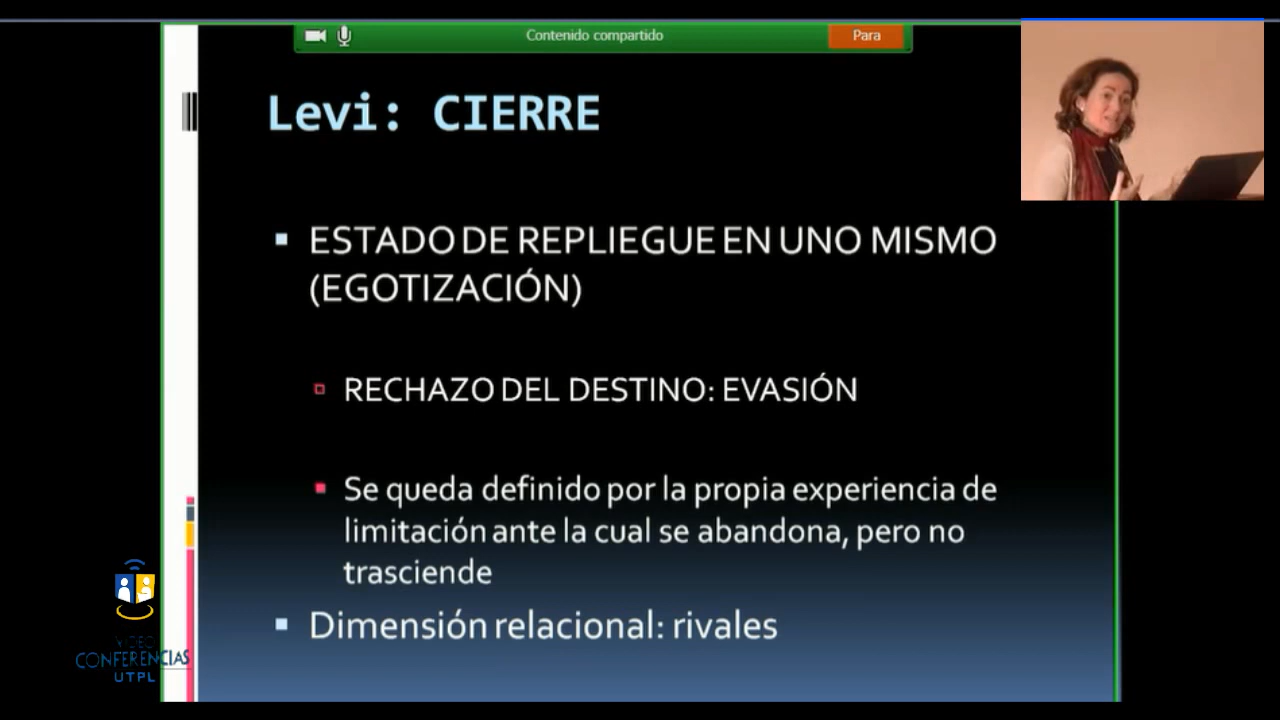 Contenido compartido
Para
Levi: CIERRE
ESTADO DE REPLIEGUE EN UNO MISMO
(EGOTIZACIÓN)
RECHAZO DEL DESTINO: EVASIÓN
Se queda definido por la propia experiencia de
limitación ante la cual se abandona, pero no
trasciende
Dimensión relacional: rivales
VIDEO
CONFERENCIAS
UTPL